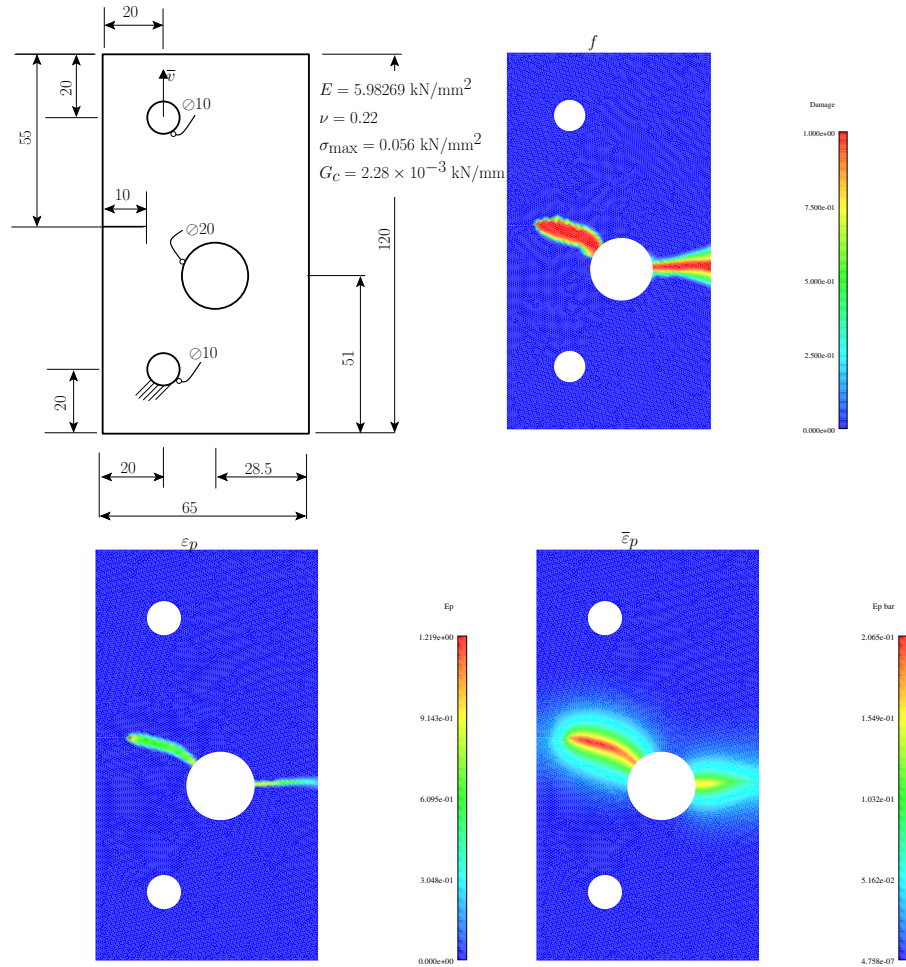 20
20
55
10
v̅
∅10
∅20
∅10
20
51
120
20
28.5
65
E = 5.98269 kN/mm²
ν = 0.22
σmax = 0.056 kN/mm²
Gc = 2.28 × 10⁻³ kN/mm
f
Damage
1.000e+00
7.500e-01
5.000e-01
2.500e-01
0.000e+00
εp
Ep
1.219e+00
9.143e-01
6.095e-01
3.048e-01
0.000e+00
ε̅p
Ep bar
2.065e-01
1.549e-01
1.032e-01
5.162e-02
4.758e-07